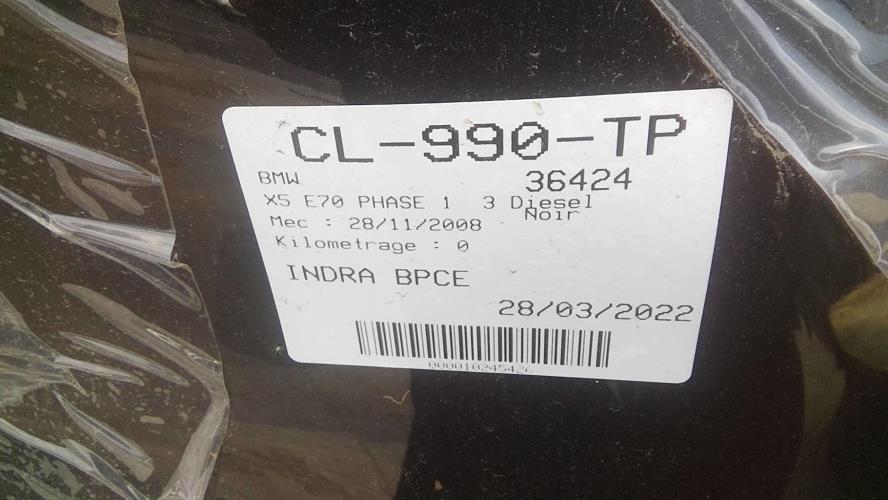 CL-990-TP
BMW 36424
X5 E70 PHASE 1 3 Diesel
Mec : 28/11/2008 Noir
Kilometrage : 0
INDRA BPCE
28/03/2022